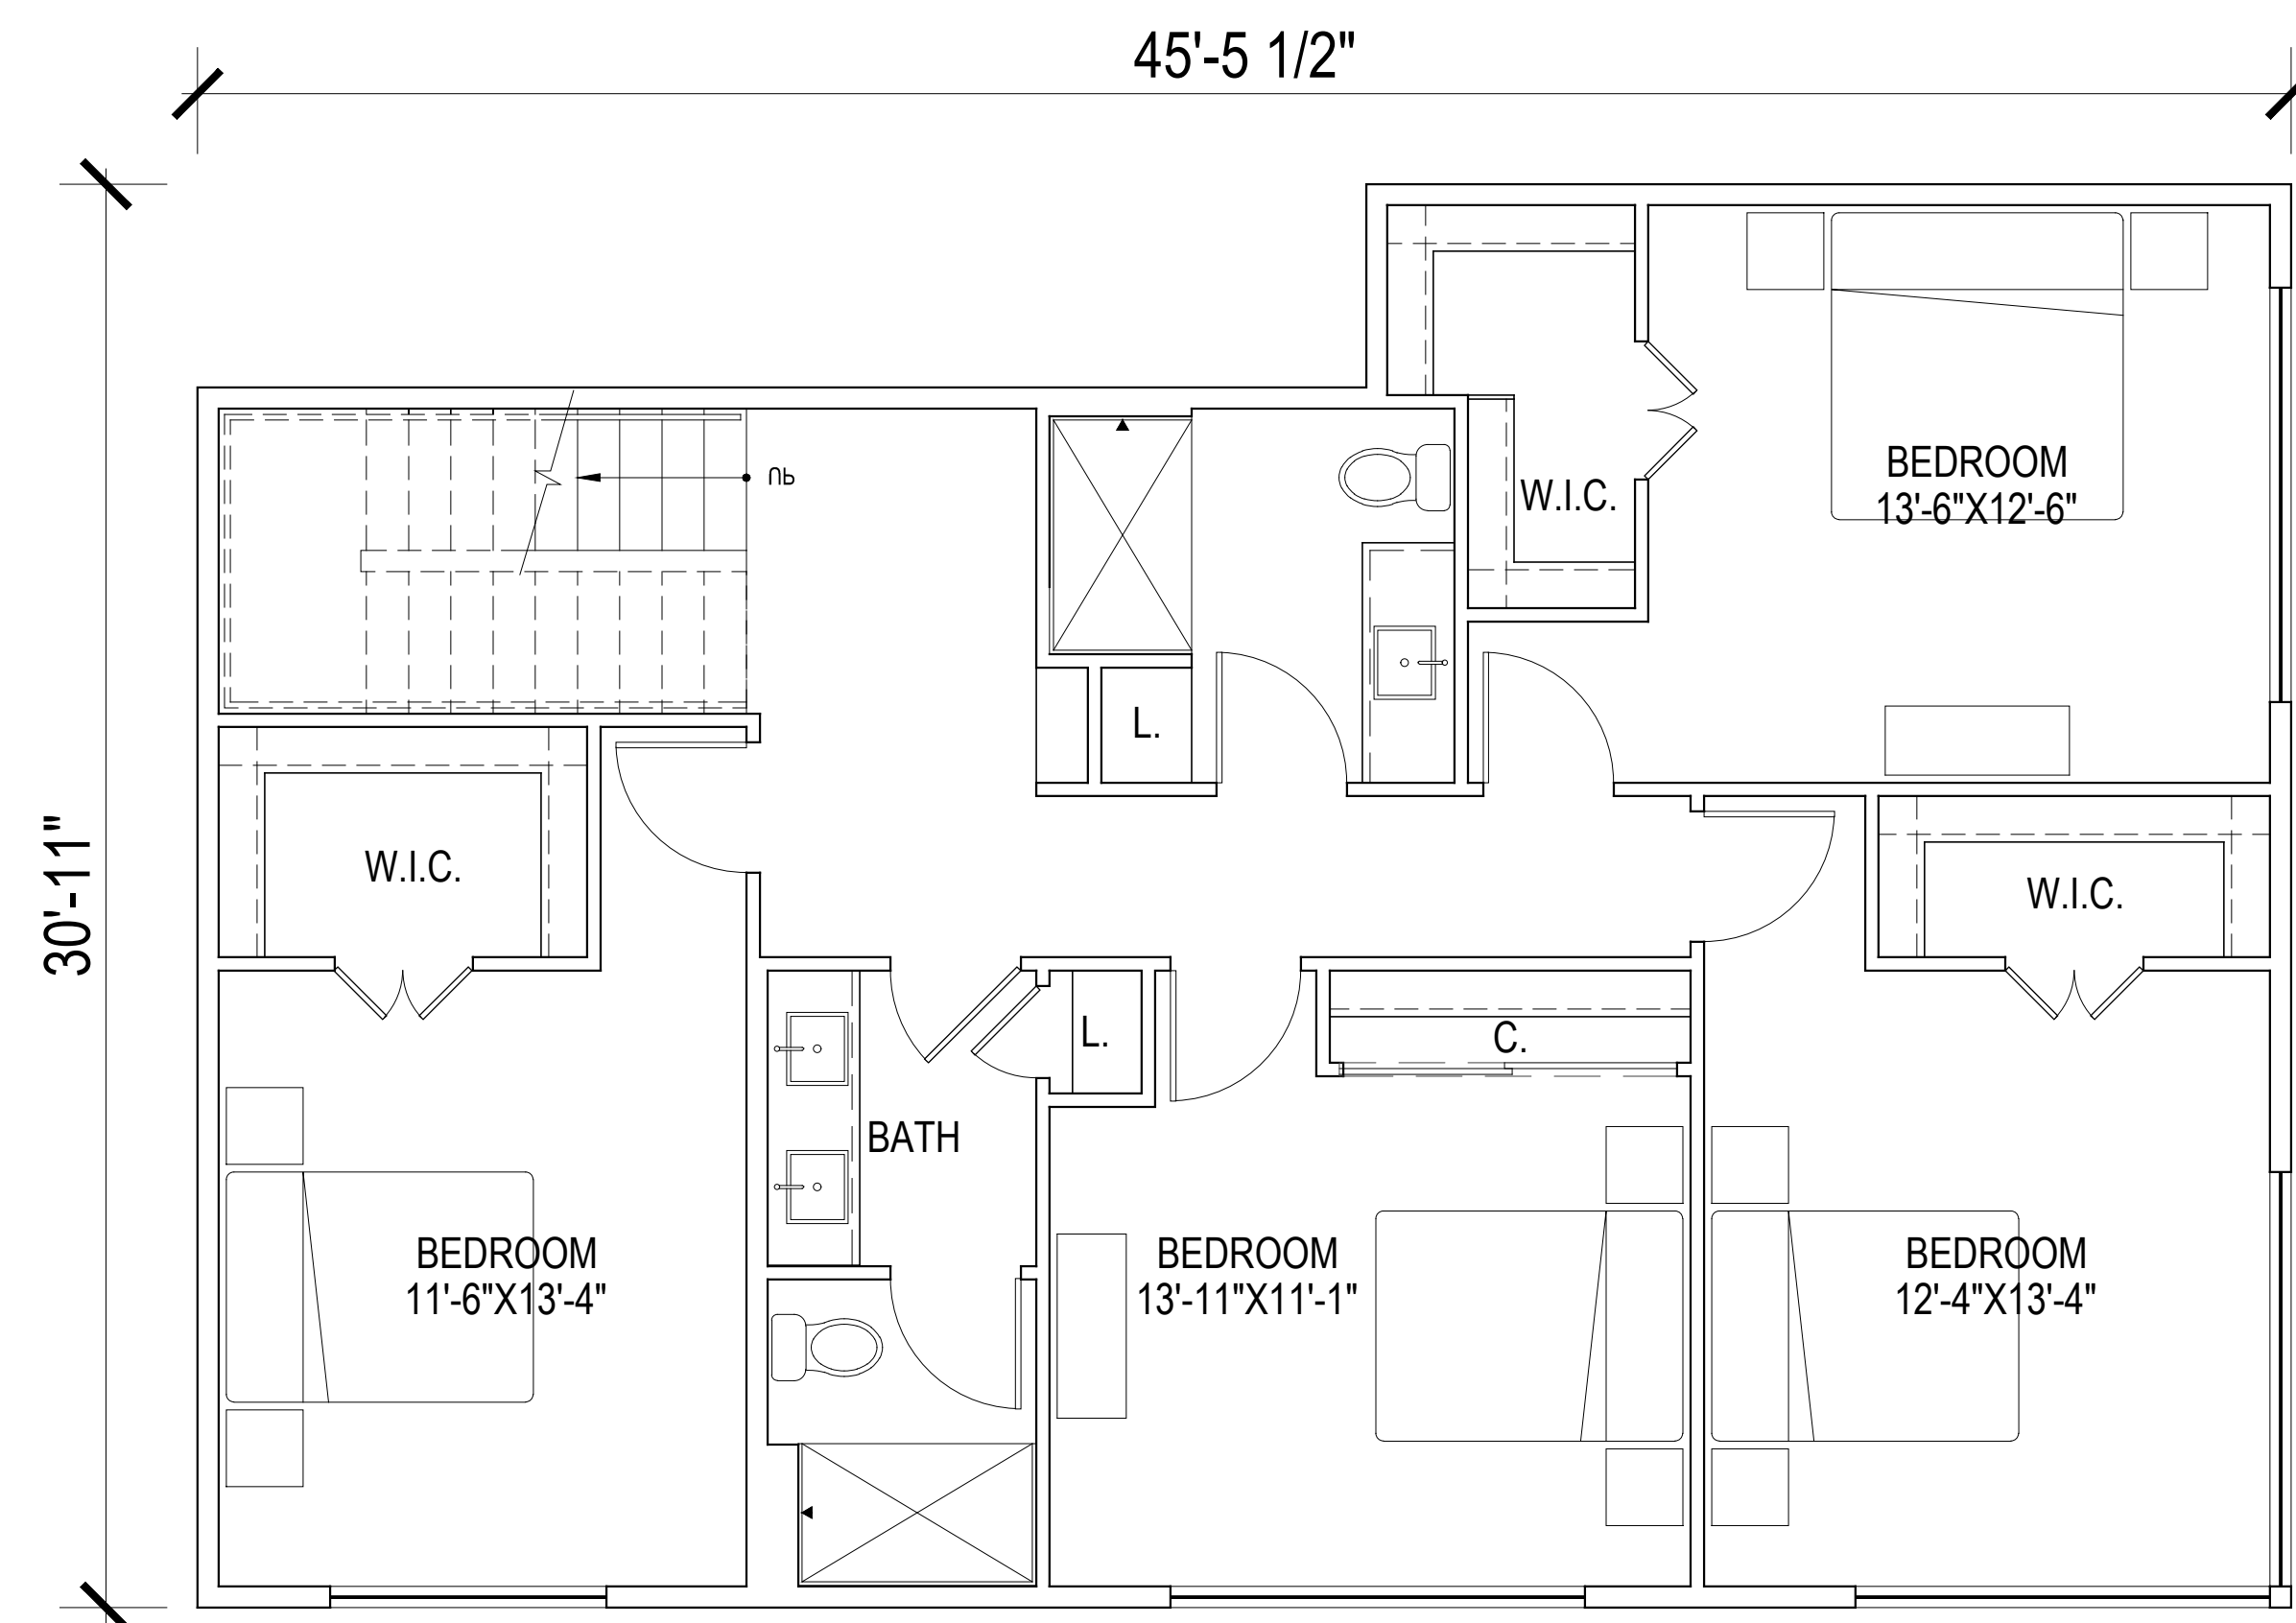 45'-5 1/2"
30'-11"
UP
W.I.C.
BEDROOM
13'-6"X12'-6"
L.
W.I.C.
W.I.C.
L.
C.
BATH
BEDROOM
11'-6"X13'-4"
BEDROOM
13'-11"X11'-1"
BEDROOM
12'-4"X13'-4"